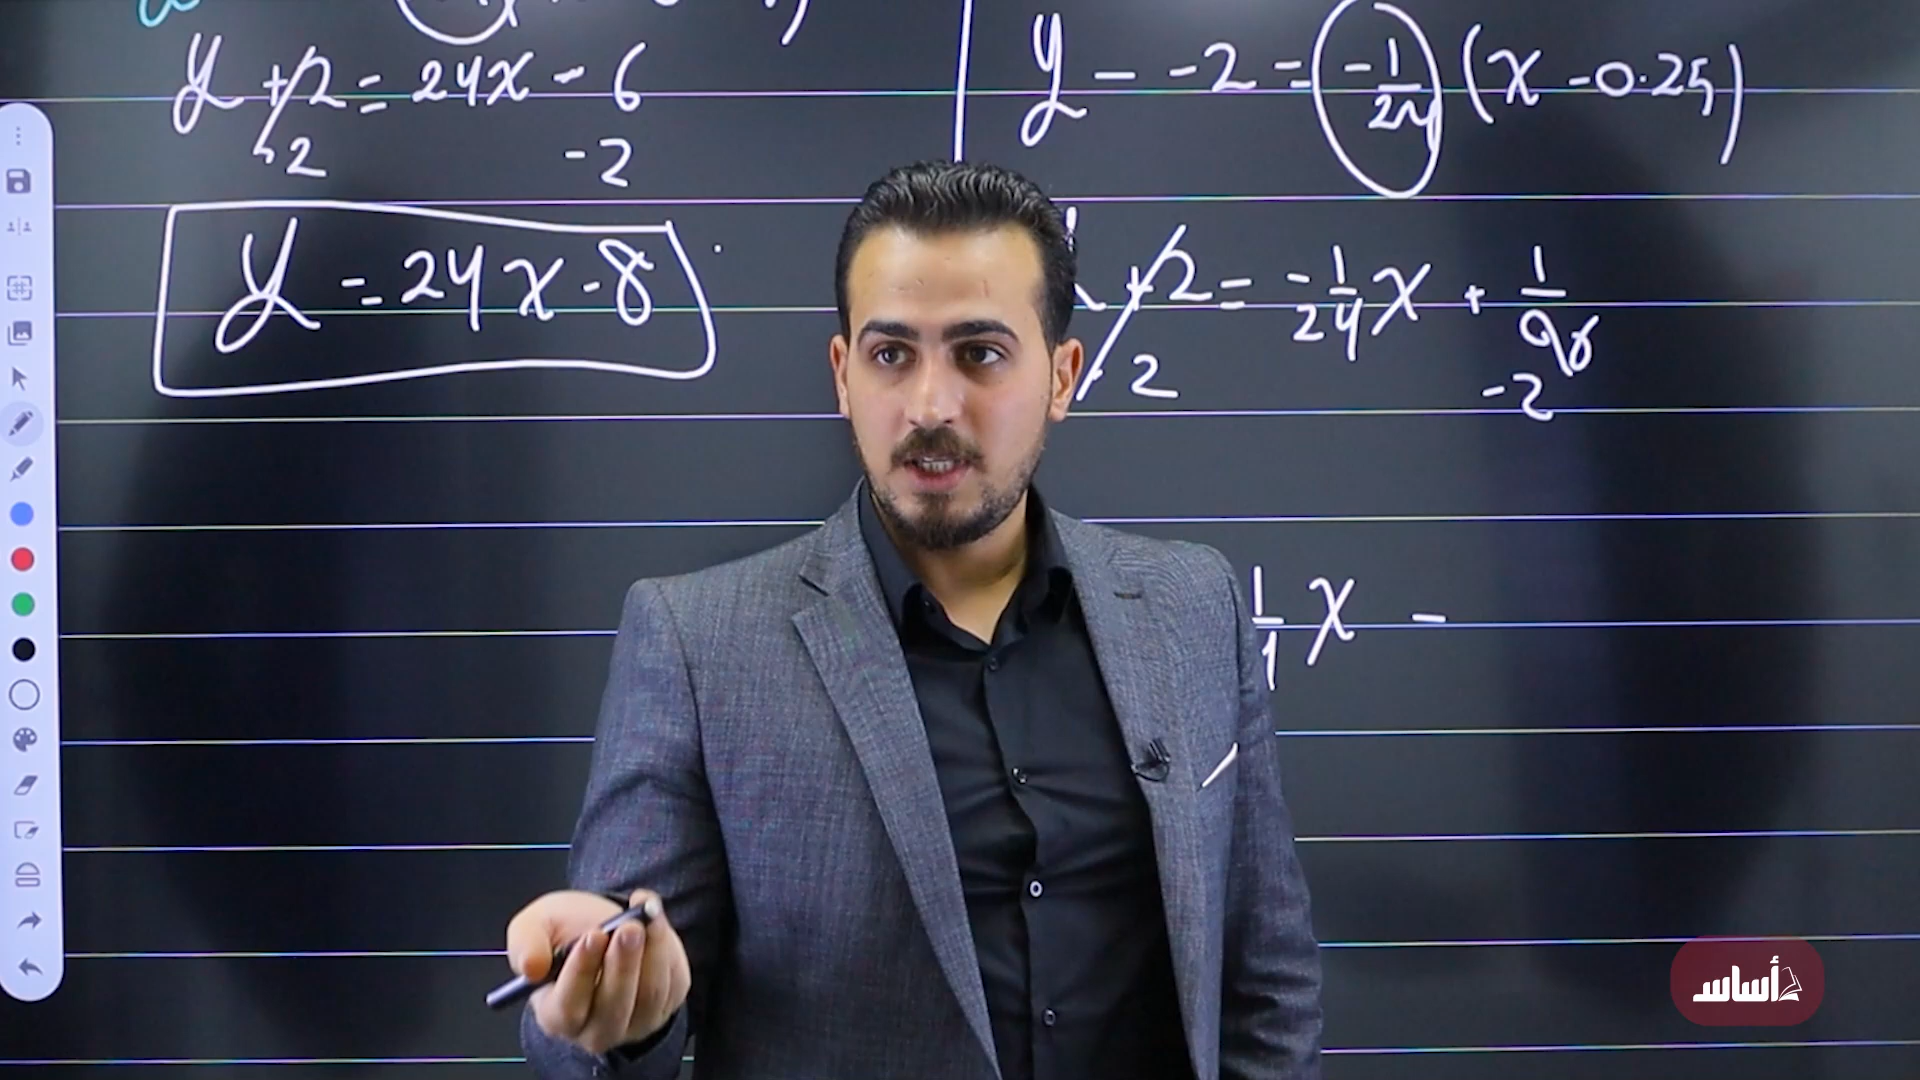 y +2 = 24x - 6
-2 -2
y = 24x - 8
y - -2 = -1/24 (x - 0.25)
+2 = -1/24 x + 1/96
-2 -2
1/ x -
أساس